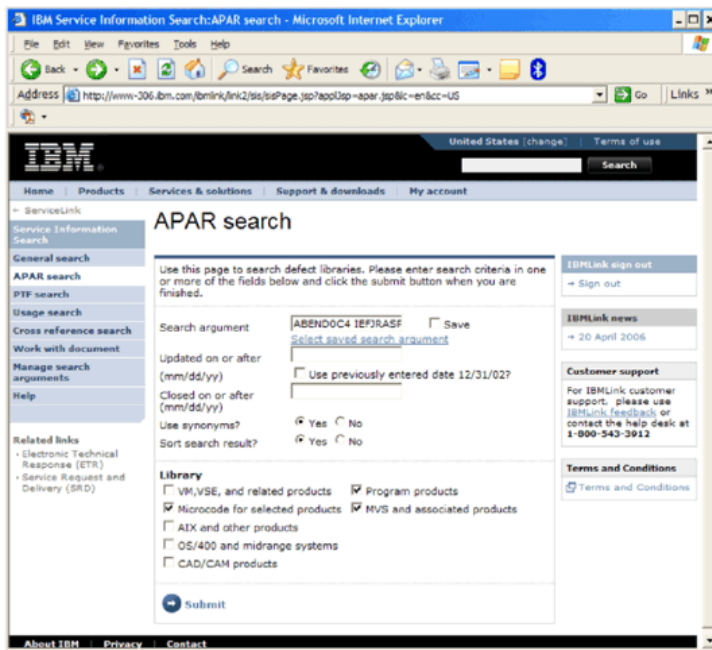 IBM Service Information Search:APAR search - Microsoft Internet Explorer
File Edit View Favorites Tools Help
Back Search Favorites
Address http://www-306.ibm.com/ibmlink/link2/sis/sisPage.jsp?applJsp=apar.jsp&lc=en&cc=US Go Links »
United States [change] Terms of use
IBM
Search
Home Products Services & solutions Support & downloads My account
← ServiceLink
Service Information Search
General search
APAR search
PTF search
Usage search
Cross reference search
Work with document
Manage search arguments
Help
Related links
· Electronic Technical Response (ETR)
· Service Request and Delivery (SRD)
APAR search
Use this page to search defect libraries. Please enter search criteria in one
or more of the fields below and click the submit button when you are
finished.
Search argument ABEND0C4 IEFJRASP Save
Select saved search argument
Updated on or after
(mm/dd/yy) Use previously entered date 12/31/02?
Closed on or after
(mm/dd/yy)
Use synonyms? Yes No
Sort search result? Yes No
Library
VM,VSE, and related products Program products
Microcode for selected products MVS and associated products
AIX and other products
OS/400 and midrange systems
CAD/CAM products
Submit
IBMLink sign out
→ Sign out
IBMLink news
→ 20 April 2006
Customer support
For IBMLink customer
support, please use
IBMLink feedback or
contact the help desk at
1-800-543-3912
Terms and Conditions
Terms and Conditions
About IBM Privacy Contact